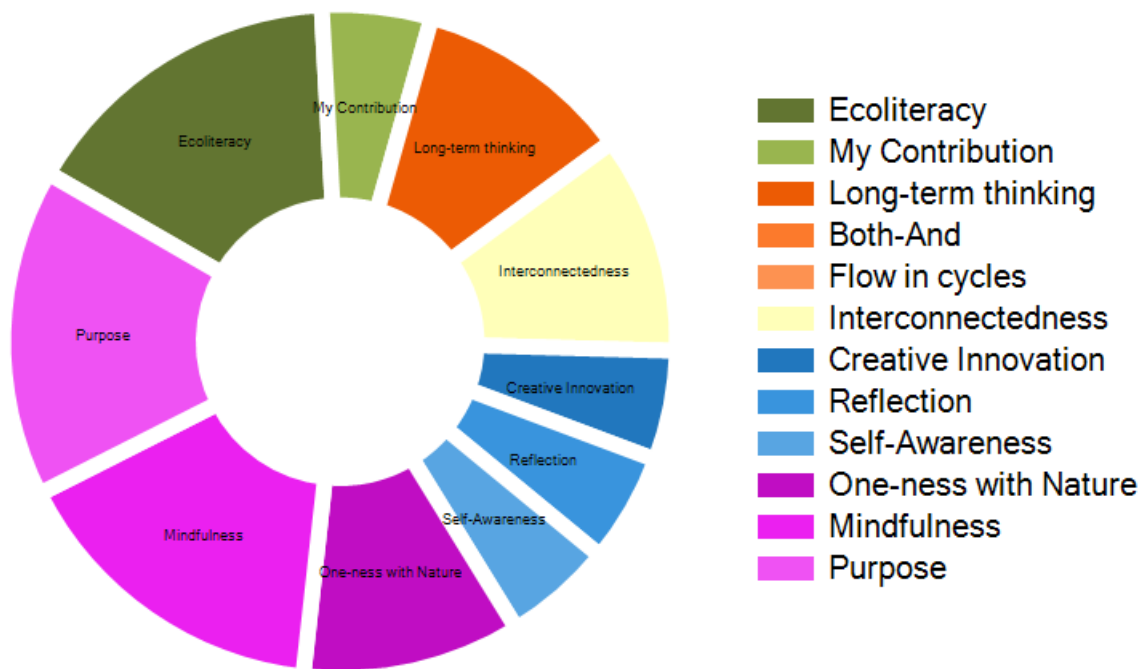 My Contribution
Ecoliteracy
Long-term thinking
Interconnectedness
Purpose
Creative Innovation
Reflection
Self-Awareness
Mindfulness
One-ness with Nature
Ecoliteracy
My Contribution
Long-term thinking
Both-And
Flow in cycles
Interconnectedness
Creative Innovation
Reflection
Self-Awareness
One-ness with Nature
Mindfulness
Purpose